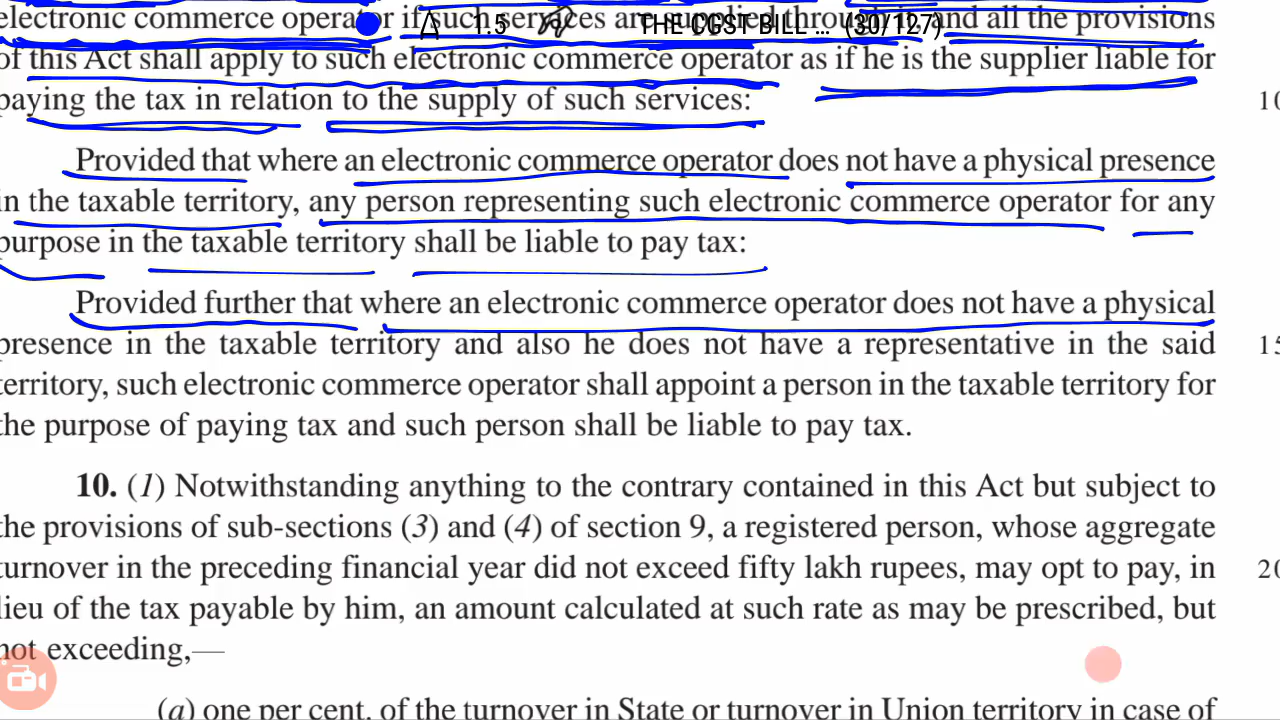 electronic commerce operator if such services are supplied through it, and all the provisions
1.5 THE CGST BILL ... (30/127)
of this Act shall apply to such electronic commerce operator as if he is the supplier liable for
paying the tax in relation to the supply of such services: 10
Provided that where an electronic commerce operator does not have a physical presence
in the taxable territory, any person representing such electronic commerce operator for any
purpose in the taxable territory shall be liable to pay tax:
Provided further that where an electronic commerce operator does not have a physical
presence in the taxable territory and also he does not have a representative in the said 15
territory, such electronic commerce operator shall appoint a person in the taxable territory for
the purpose of paying tax and such person shall be liable to pay tax.
10. (1) Notwithstanding anything to the contrary contained in this Act but subject to
the provisions of sub-sections (3) and (4) of section 9, a registered person, whose aggregate
turnover in the preceding financial year did not exceed fifty lakh rupees, may opt to pay, in 20
lieu of the tax payable by him, an amount calculated at such rate as may be prescribed, but
not exceeding,—
(a) one per cent. of the turnover in State or turnover in Union territory in case of